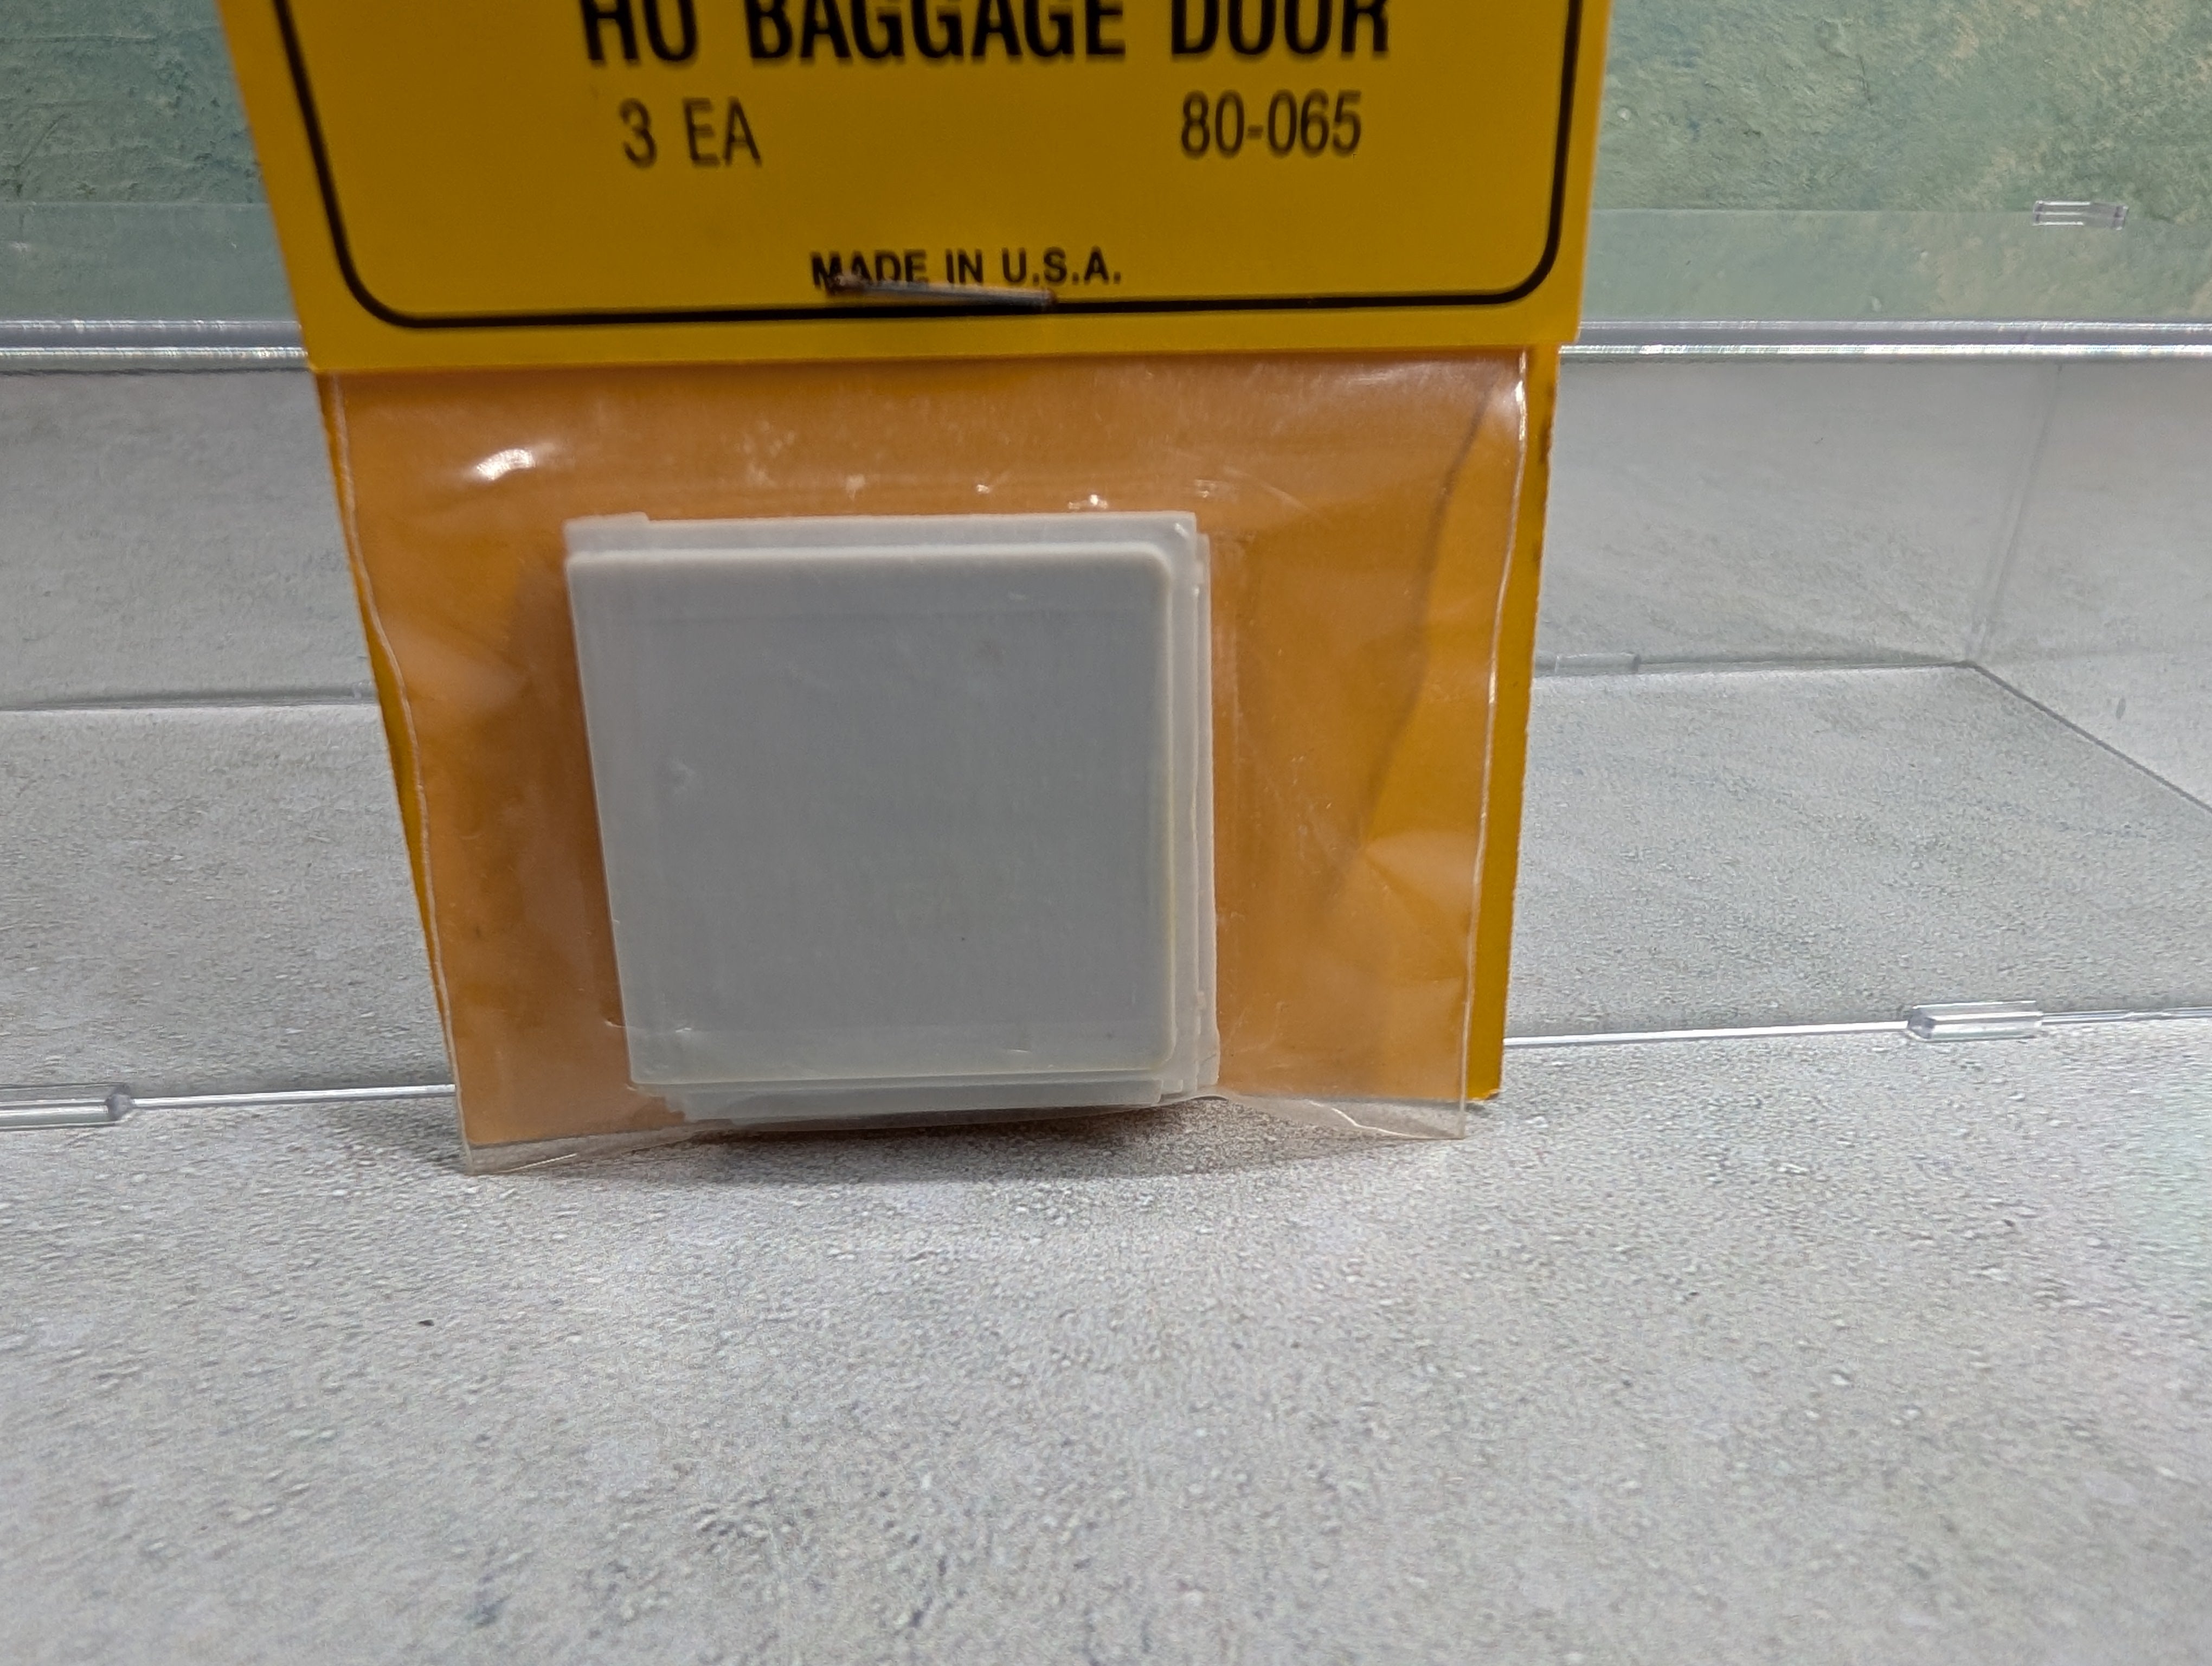 HO BAGGAGE DOOR
3 EA 80-065
MADE IN U.S.A.